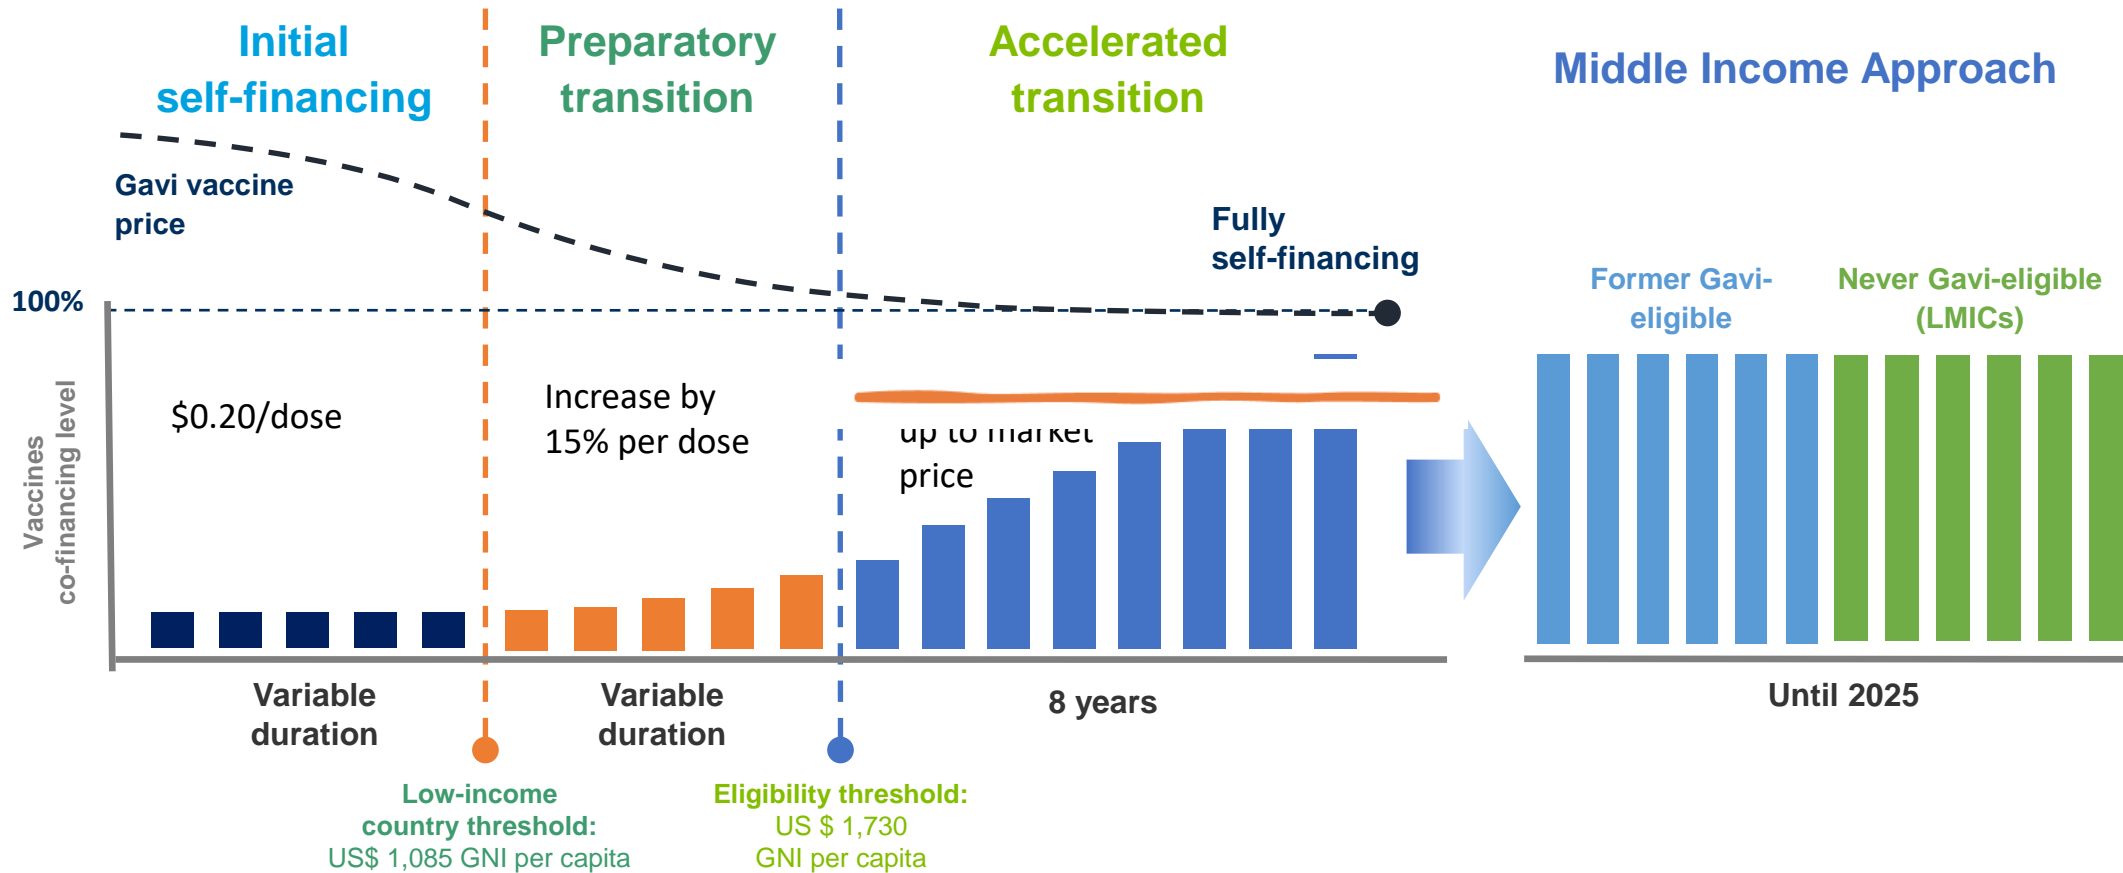 Initial
self-financing
Preparatory
transition
Accelerated
transition
Middle Income Approach
Gavi vaccine
price
Fully
self-financing
Former Gavi-
eligible
Never Gavi-eligible
(LMICs)
100%
Vaccines
co-financing level
$0.20/dose
Increase by
15% per dose
up to market
price
Variable
duration
Variable
duration
8 years
Until 2025
Low-income
country threshold:
US$ 1,085 GNI per capita
Eligibility threshold:
US $ 1,730
GNI per capita